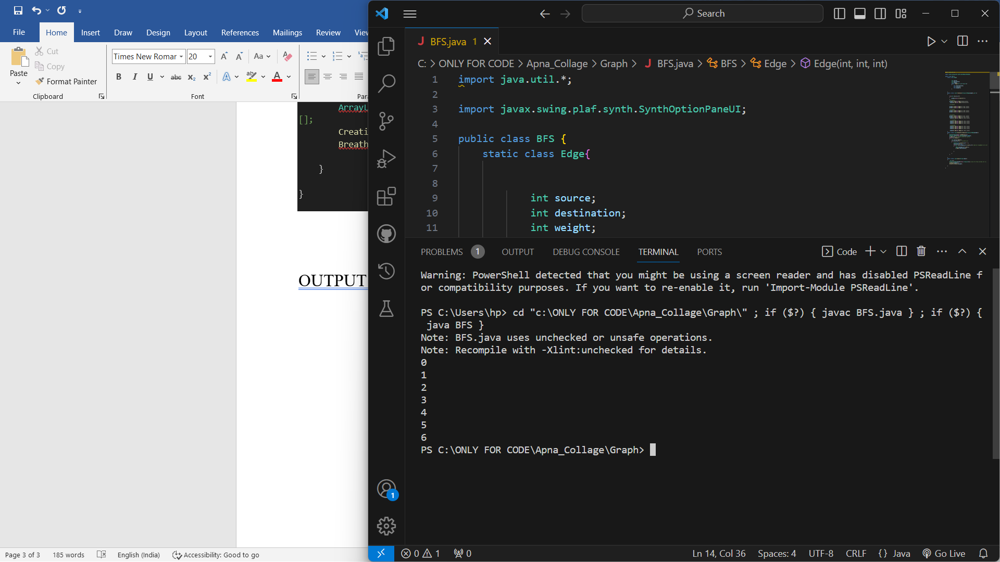 File
Home
Insert
Draw
Design
Layout
References
Mailings
Review
Vie
Paste
Cut
Copy
Format Painter
Clipboard
Times New Romar
20
Aa
B I U abc x₂ x²
A
A
Font
Para
ArrayL
[];
Creati
Breath
}
}
OUTPUT
Page 3 of 3
185 words
English (India)
Accessibility: Good to go
Search
J BFS.java 1
C: > ONLY FOR CODE > Apna_Collage > Graph > J BFS.java > BFS > Edge > Edge(int, int, int)
1 import java.util.*;
2
3 import javax.swing.plaf.synth.SynthOptionPaneUI;
4
5 public class BFS {
6 static class Edge{
7
8
9 int source;
10 int destination;
11 int weight;
PROBLEMS 1 OUTPUT DEBUG CONSOLE TERMINAL PORTS
Code
Warning: PowerShell detected that you might be using a screen reader and has disabled PSReadLine f
or compatibility purposes. If you want to re-enable it, run 'Import-Module PSReadLine'.
PS C:\Users\hp> cd "c:\ONLY FOR CODE\Apna_Collage\Graph\" ; if ($?) { javac BFS.java } ; if ($?) {
java BFS }
Note: BFS.java uses unchecked or unsafe operations.
Note: Recompile with -Xlint:unchecked for details.
0
1
2
3
4
5
6
PS C:\ONLY FOR CODE\Apna_Collage\Graph>
1
0 1 0
Ln 14, Col 36
Spaces: 4
UTF-8
CRLF
{} Java
Go Live